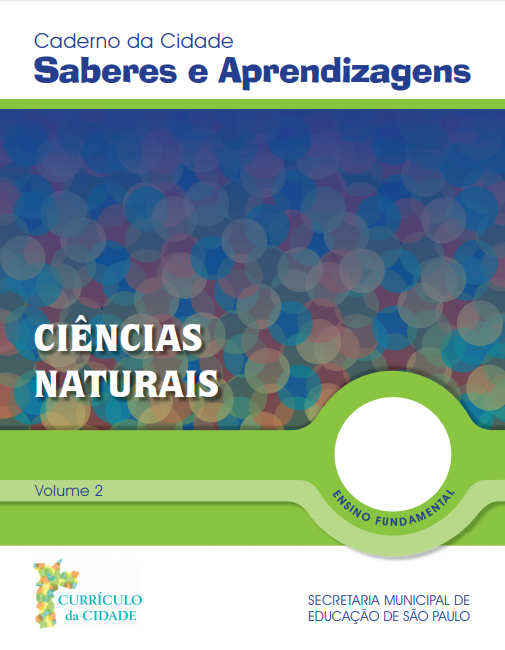 Caderno da Cidade
Saberes e Aprendizagens
CIÊNCIAS
NATURAIS
ENSINO FUNDAMENTAL
Volume 2
CURRÍCULO
da CIDADE
SECRETARIA MUNICIPAL DE
EDUCAÇÃO DE SÃO PAULO